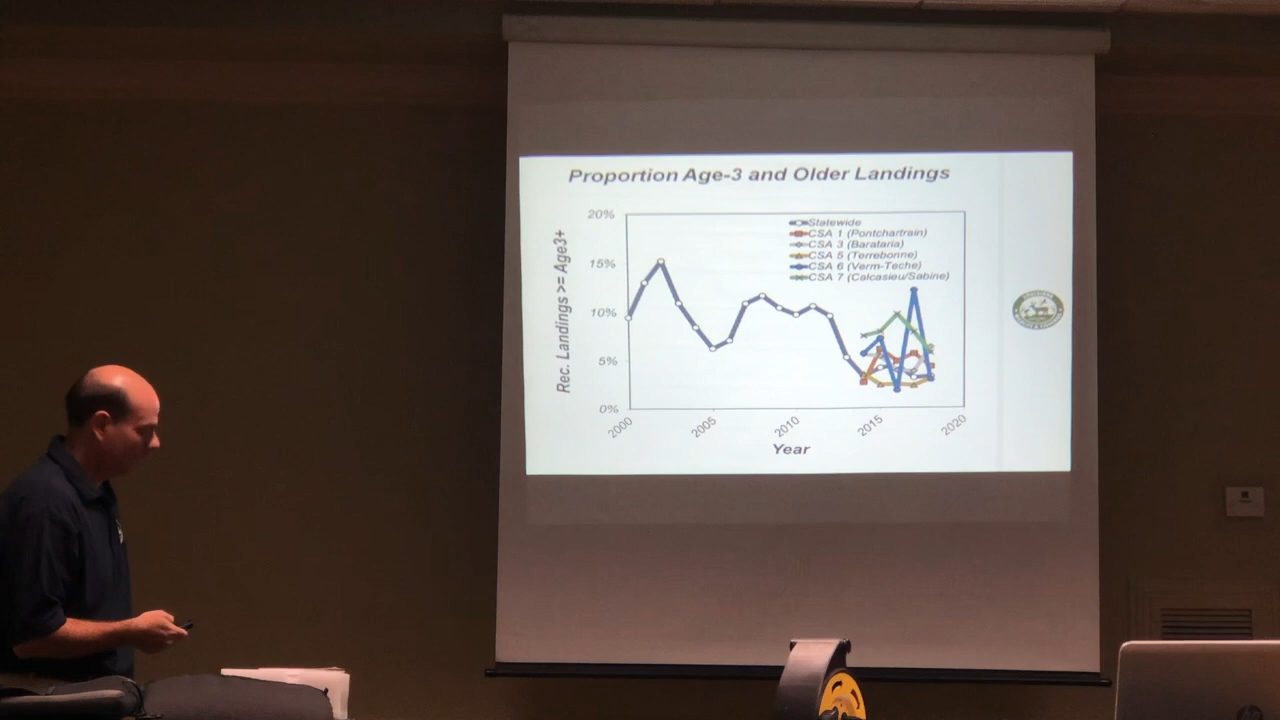 Proportion Age-3 and Older Landings
20%
15%
10%
5%
0%
Rec. Landings >= Age3+
Statewide
CSA 1 (Pontchartrain)
CSA 3 (Barataria)
CSA 5 (Terrebonne)
CSA 6 (Verm-Teche)
CSA 7 (Calcasieu/Sabine)
2000
2005
2010
2015
2020
Year